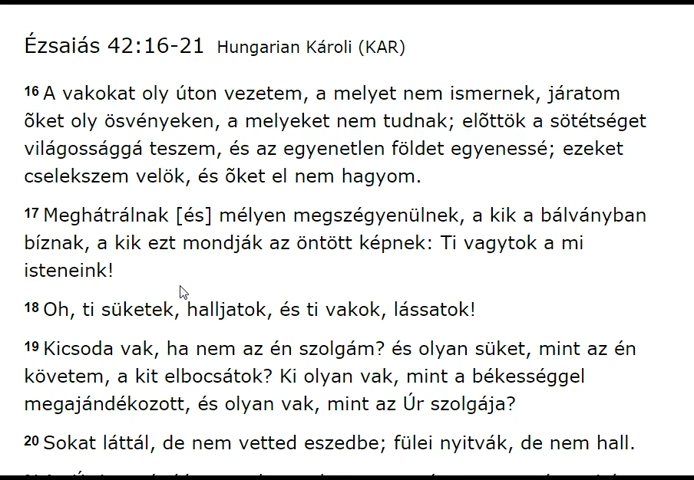 Ézsaiás 42:16-21 Hungarian Károli (KAR)
16 A vakokat oly úton vezetem, a melyet nem ismernek, járatom
õket oly ösvényeken, a melyeket nem tudnak; elõttök a sötétséget
világossággá teszem, és az egyenetlen földet egyenessé; ezeket
cselekszem velök, és õket el nem hagyom.
17 Meghátrálnak [és] mélyen megszégyenülnek, a kik a bálványban
bíznak, a kik ezt mondják az öntött képnek: Ti vagytok a mi
isteneink!
18 Oh, ti süketek, halljatok, és ti vakok, lássatok!
19 Kicsoda vak, ha nem az én szolgám? és olyan süket, mint az én
követem, a kit elbocsátok? Ki olyan vak, mint a békességgel
megajándékozott, és olyan vak, mint az Úr szolgája?
20 Sokat láttál, de nem vetted eszedbe; fülei nyitvák, de nem hall.